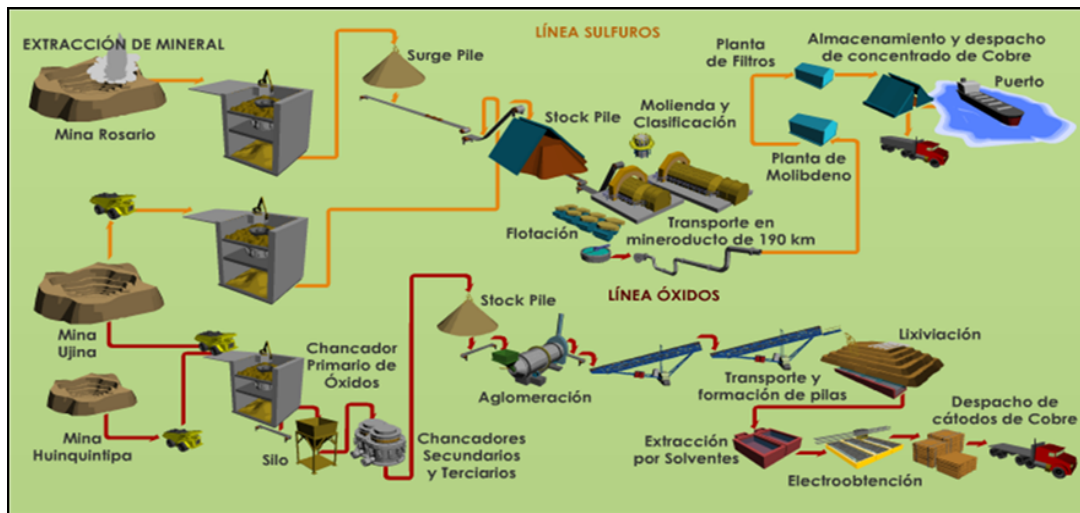 EXTRACCIÓN DE MINERAL
Mina Rosario
Surge Pile
LÍNEA SULFUROS
Stock Pile
Molienda y
Clasificación
Planta
de Filtros
Almacenamiento y despacho
de concentrado de Cobre
Puerto
Planta de
Molibdeno
Flotación
Transporte en
mineroducto de 190 km
Mina
Ujina
LÍNEA ÓXIDOS
Stock Pile
Chancador
Primario de
Óxidos
Aglomeración
Transporte y
formación de pilas
Lixiviación
Mina
Huinquintipa
Silo
Chancadores
Secundarios
y Terciarios
Extracción
por Solventes
Electroobtención
Despacho de
cátodos de Cobre